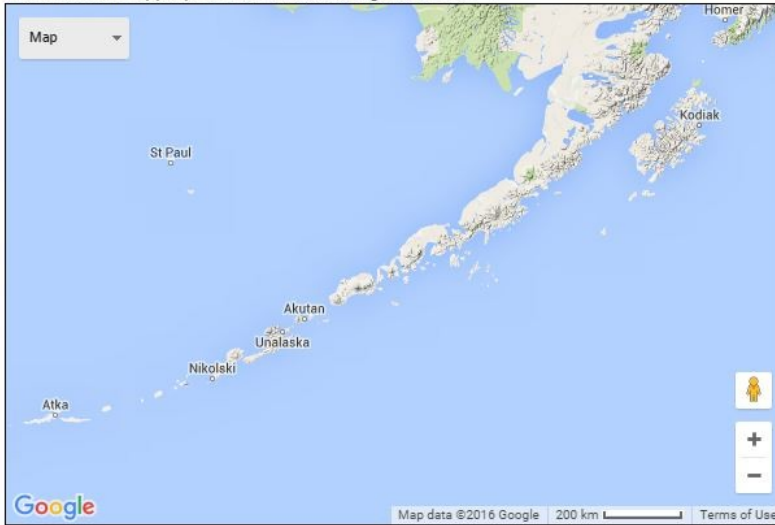 Homer
Map
Kodiak
St Paul
Akutan
Unalaska
Nikolski
Atka
+
−
Google
Map data ©2016 Google 200 km Terms of Use